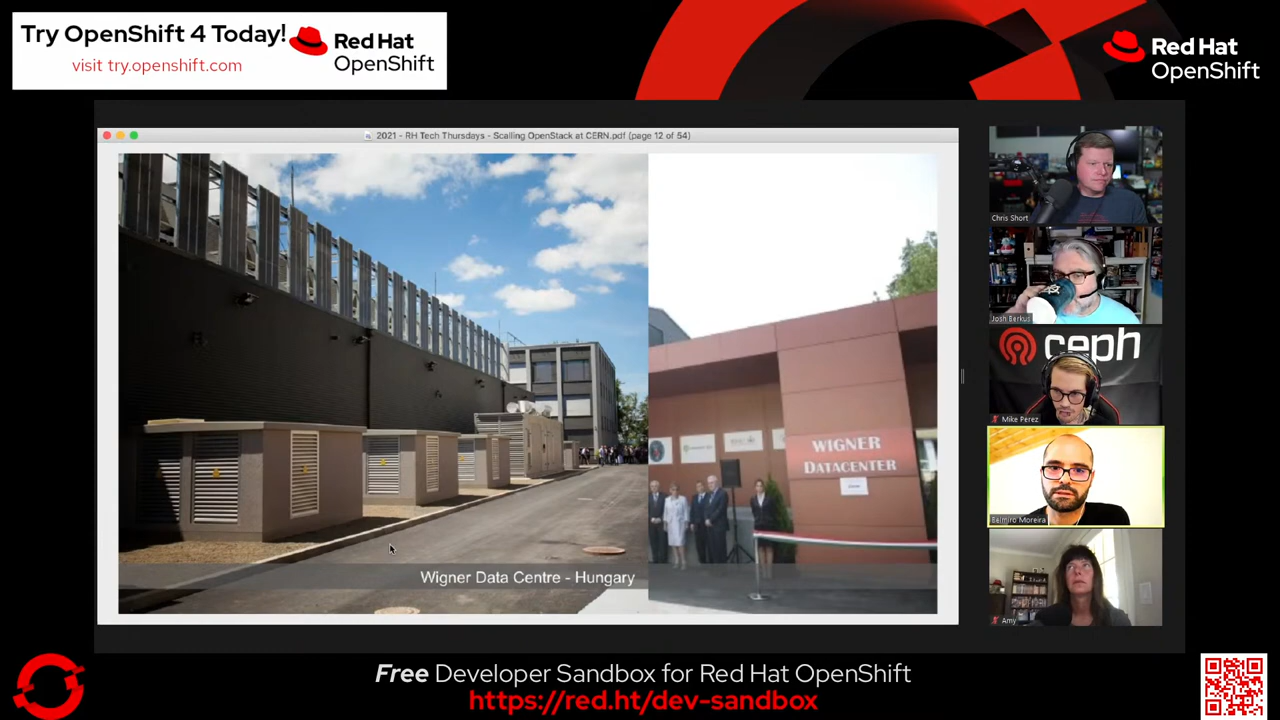 Try OpenShift 4 Today!
visit try.openshift.com
Red Hat
OpenShift
Red Hat
OpenShift
2021 - RH Tech Thursdays - Scaling OpenStack at CERN.pdf (page 12 of 54)
WIGNER
DATACENTER
Wigner Data Centre - Hungary
Chris Short
Josh Berkus
ceph
Mike Perez
Belmiro Moreira
Amy
Free Developer Sandbox for Red Hat OpenShift
https://red.ht/dev-sandbox